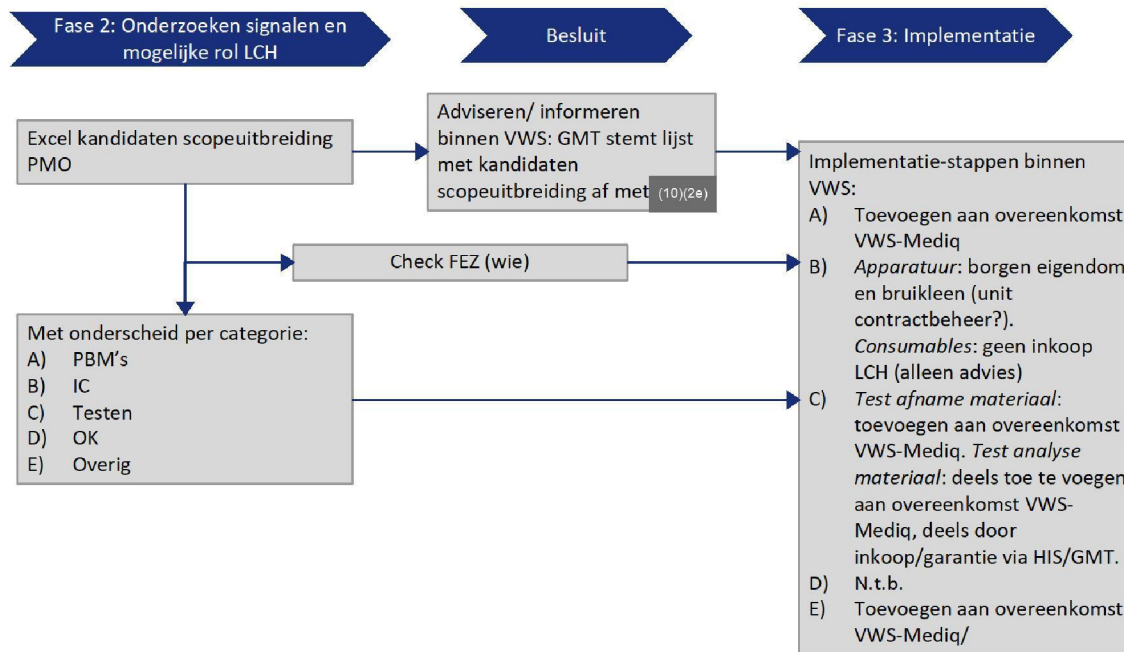 Fase 2: Onderzoeken signalen en
mogelijke rol LCH
Besluit
Fase 3: Implementatie
Excel kandidaten scopeuitbreiding
PMO
Adviseren/ informeren
binnen VWS: GMT stemt lijst
met kandidaten
scopeuitbreiding af met (10)(2e)
Check FEZ (wie)
Met onderscheid per categorie:
A) PBM's
B) IC
C) Testen
D) OK
E) Overig
Implementatie-stappen binnen
VWS:
A) Toevoegen aan overeenkomst
VWS-Mediq
B) Apparatuur: borgen eigendom
en bruikleen (unit
contractbeheer?).
Consumables: geen inkoop
LCH (alleen advies)
C) Test afname materiaal:
toevoegen aan overeenkomst
VWS-Mediq. Test analyse
materiaal: deels toe te voegen
aan overeenkomst VWS-
Mediq, deels door
inkoop/garantie via HIS/GMT.
D) N.t.b.
E) Toevoegen aan overeenkomst
VWS-Mediq/